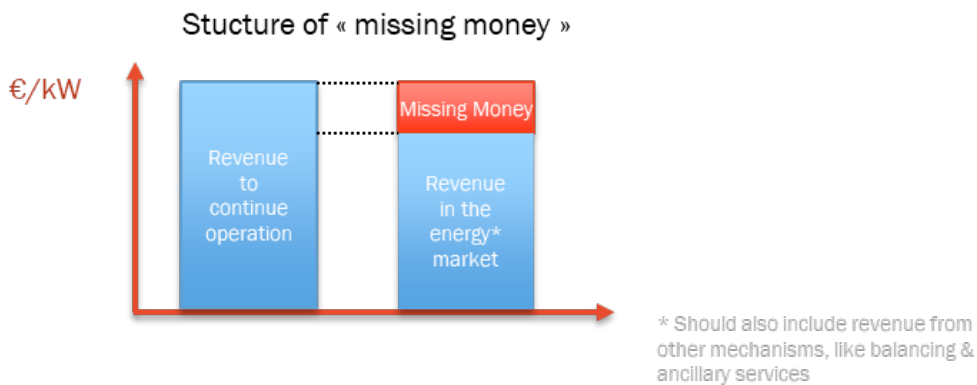 Stucture of « missing money »
€/kW
Revenue
to
continue
operation
Missing Money
Revenue
in the
energy*
market
* Should also include revenue from
other mechanisms, like balancing &
ancillary services